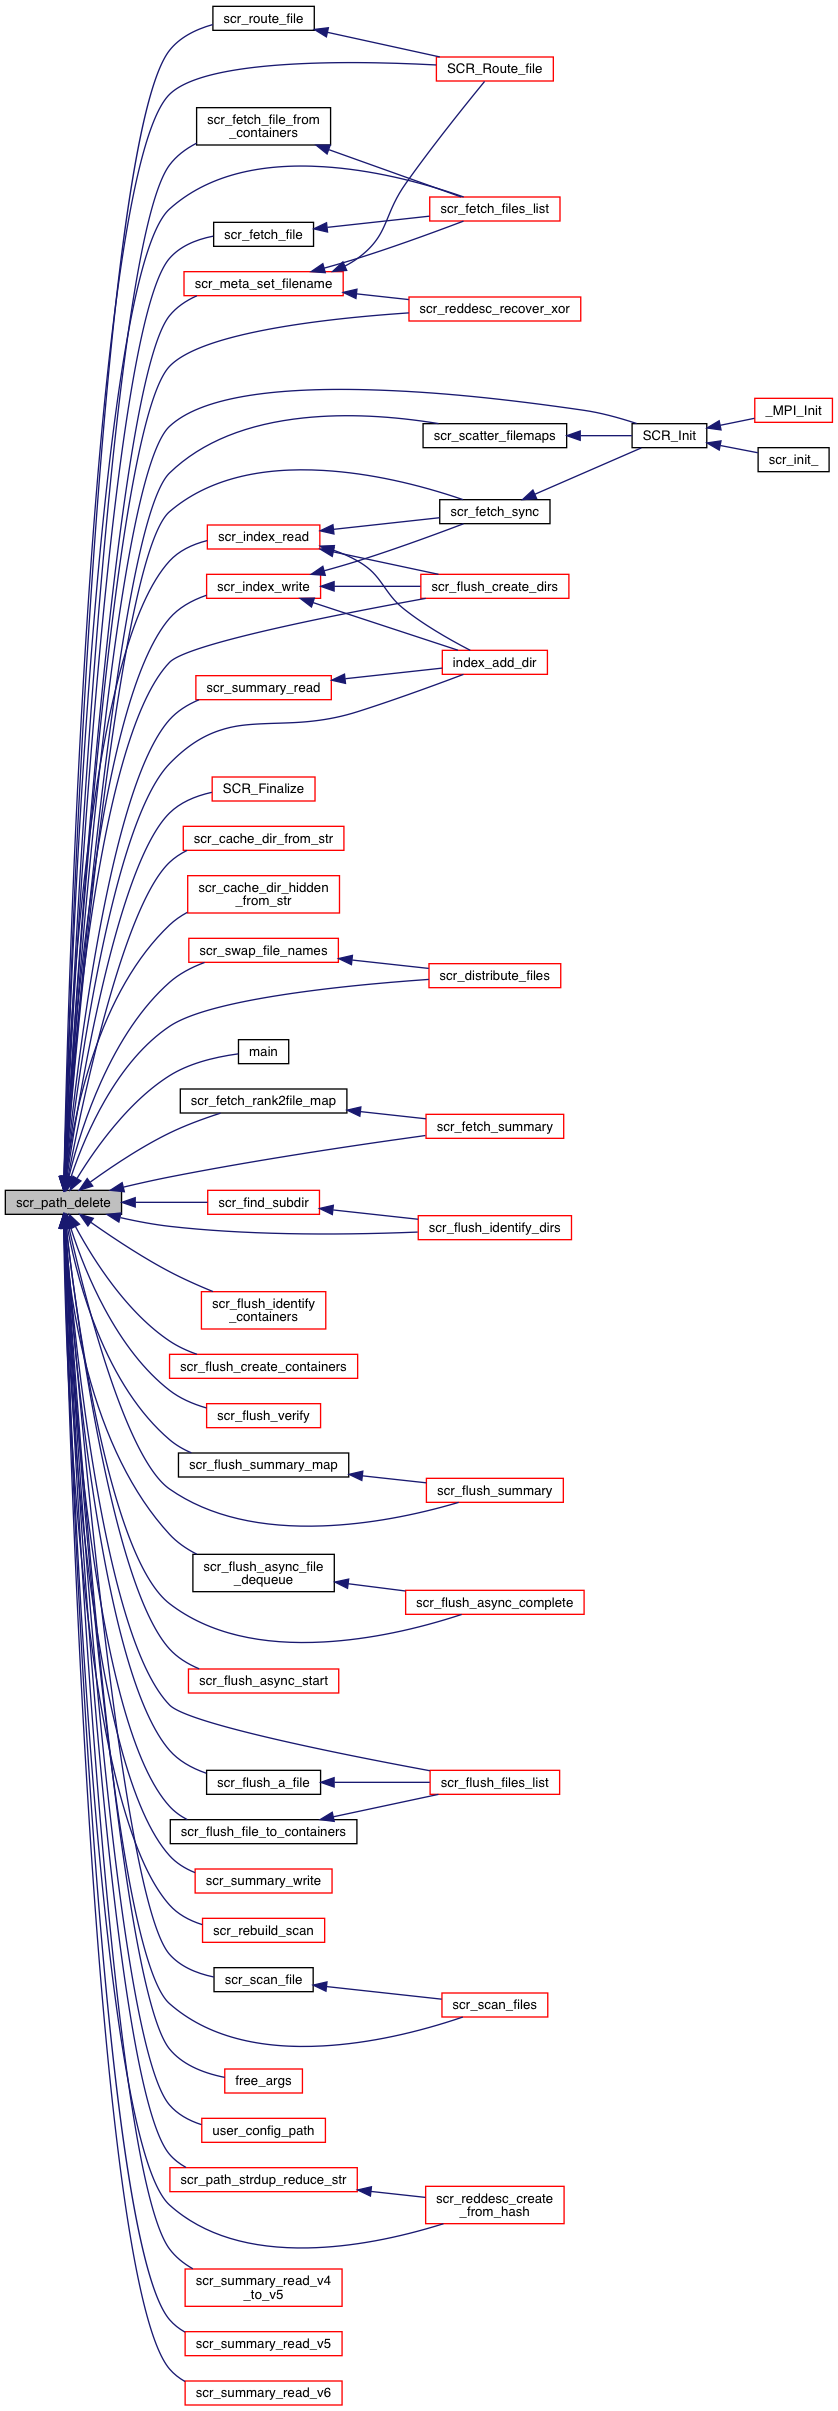 scr_route_file
SCR_Route_file
scr_fetch_file_from
_containers
scr_fetch_files_list
scr_fetch_file
scr_meta_set_filename
scr_reddesc_recover_xor
_MPI_Init
scr_scatter_filemaps
SCR_Init
scr_init_
scr_fetch_sync
scr_index_read
scr_index_write
scr_flush_create_dirs
index_add_dir
scr_summary_read
SCR_Finalize
scr_cache_dir_from_str
scr_cache_dir_hidden
_from_str
scr_swap_file_names
scr_distribute_files
main
scr_fetch_rank2file_map
scr_fetch_summary
scr_path_delete
scr_find_subdir
scr_flush_identify_dirs
scr_flush_identify
_containers
scr_flush_create_containers
scr_flush_verify
scr_flush_summary_map
scr_flush_summary
scr_flush_async_file
_dequeue
scr_flush_async_complete
scr_flush_async_start
scr_flush_a_file
scr_flush_files_list
scr_flush_file_to_containers
scr_summary_write
scr_rebuild_scan
scr_scan_file
scr_scan_files
free_args
user_config_path
scr_path_strdup_reduce_str
scr_reddesc_create
_from_hash
scr_summary_read_v4
_to_v5
scr_summary_read_v5
scr_summary_read_v6